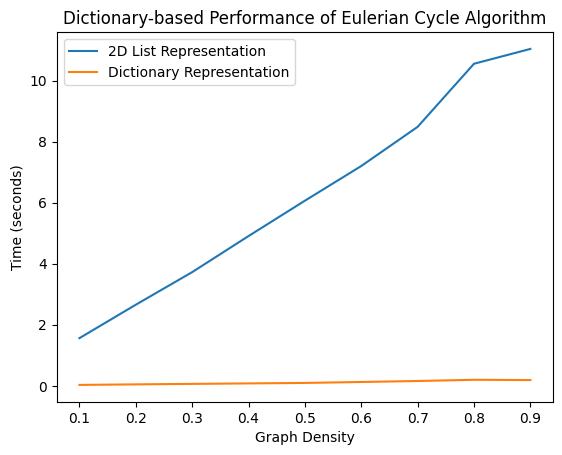 Dictionary-based Performance of Eulerian Cycle Algorithm
2D List Representation
Dictionary Representation
Time (seconds)
10
8
6
4
2
0
0.1 0.2 0.3 0.4 0.5 0.6 0.7 0.8 0.9
Graph Density